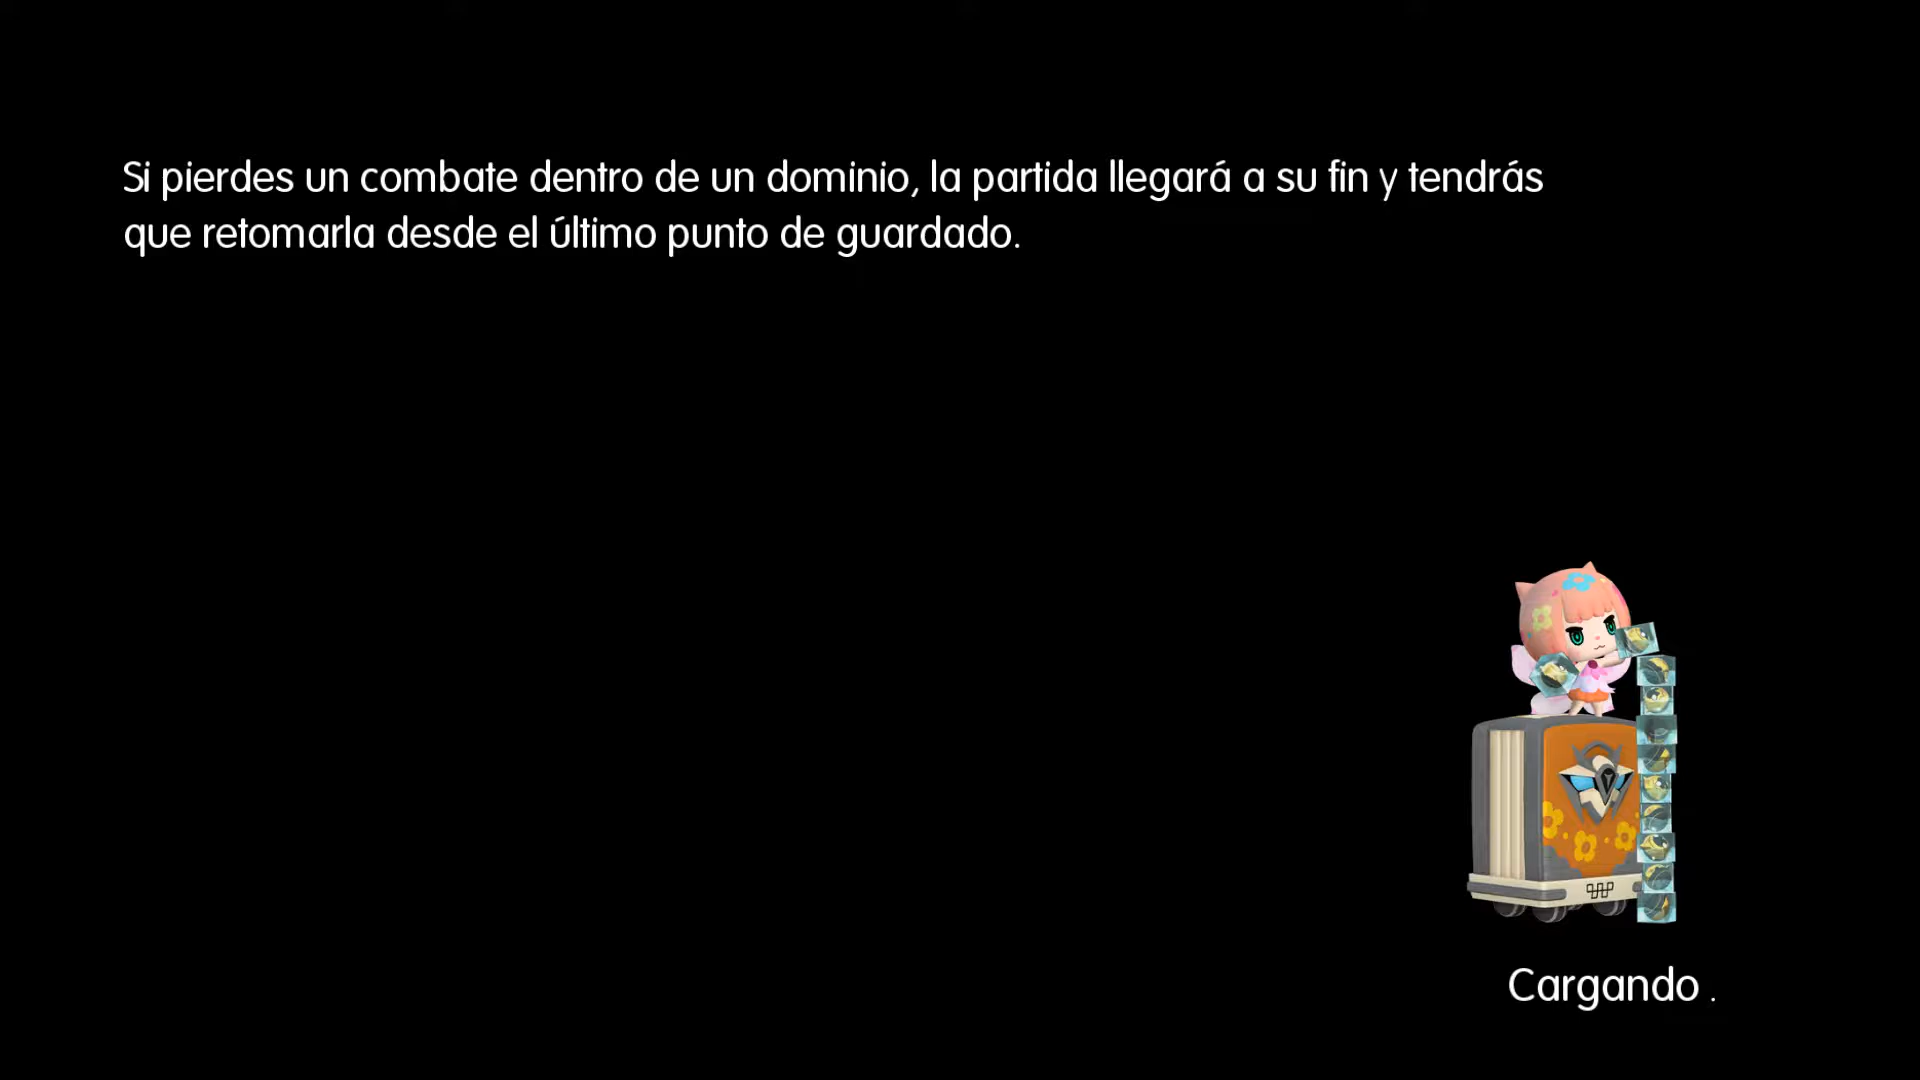 Si pierdes un combate dentro de un dominio, la partida llegará a su fin y tendrás
que retomarla desde el último punto de guardado.
Cargando .